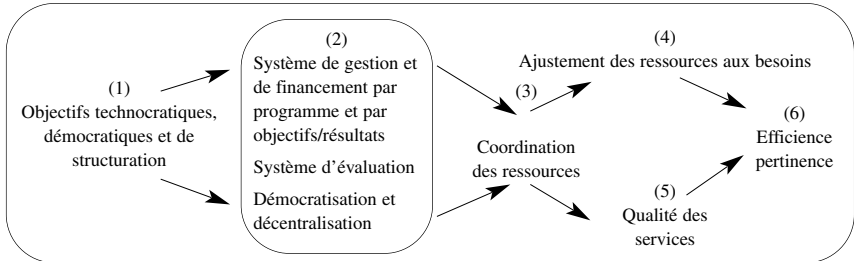 (1)
Objectifs technocratiques,
démocratiques et de
structuration
(2)
Système de gestion et
de financement par
programme et par
objectifs/résultats
Système d'évaluation
Démocratisation et
décentralisation
(3)
Coordination
des ressources
(4)
Ajustement des ressources aux besoins
(5)
Qualité des
services
(6)
Efficience
pertinence